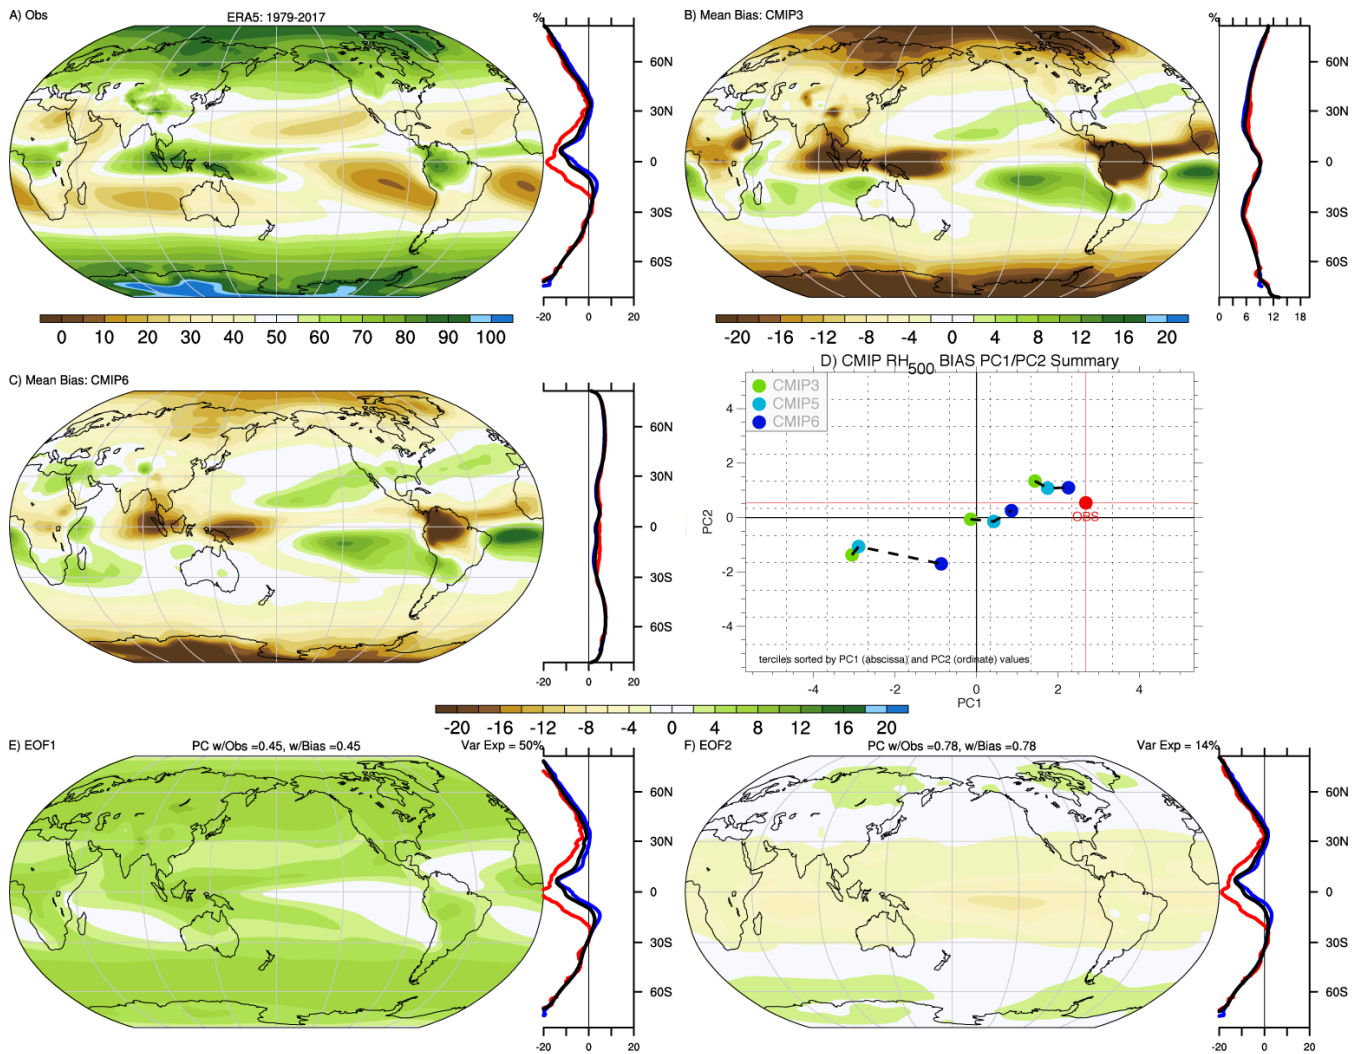 A) Obs
ERA5: 1979-2017
%
60N
30N
0
30S
60S
-20 0 20
0 10 20 30 40 50 60 70 80 90 100
B) Mean Bias: CMIP3
%
60N
30N
0
30S
60S
0 6 12 18
-20 -16 -12 -8 -4 0 4 8 12 16 20
C) Mean Bias: CMIP6
60N
30N
0
30S
60S
-20 0 20
D) CMIP RH500 BIAS PC1/PC2 Summary
CMIP3
CMIP5
CMIP6
4
2
0
-2
-4
PC2
OBS
terciles sorted by PC1 (abscissa) and PC2 (ordinate) values
-4 -2 0 2 4
PC1
-20 -16 -12 -8 -4 0 4 8 12 16 20
E) EOF1
PC w/Obs =0.45, w/Bias =0.45
Var Exp = 50%
60N
30N
0
30S
60S
-20 0 20
F) EOF2
PC w/Obs =0.78, w/Bias =0.78
Var Exp = 14%
60N
30N
0
30S
60S
-20 0 20